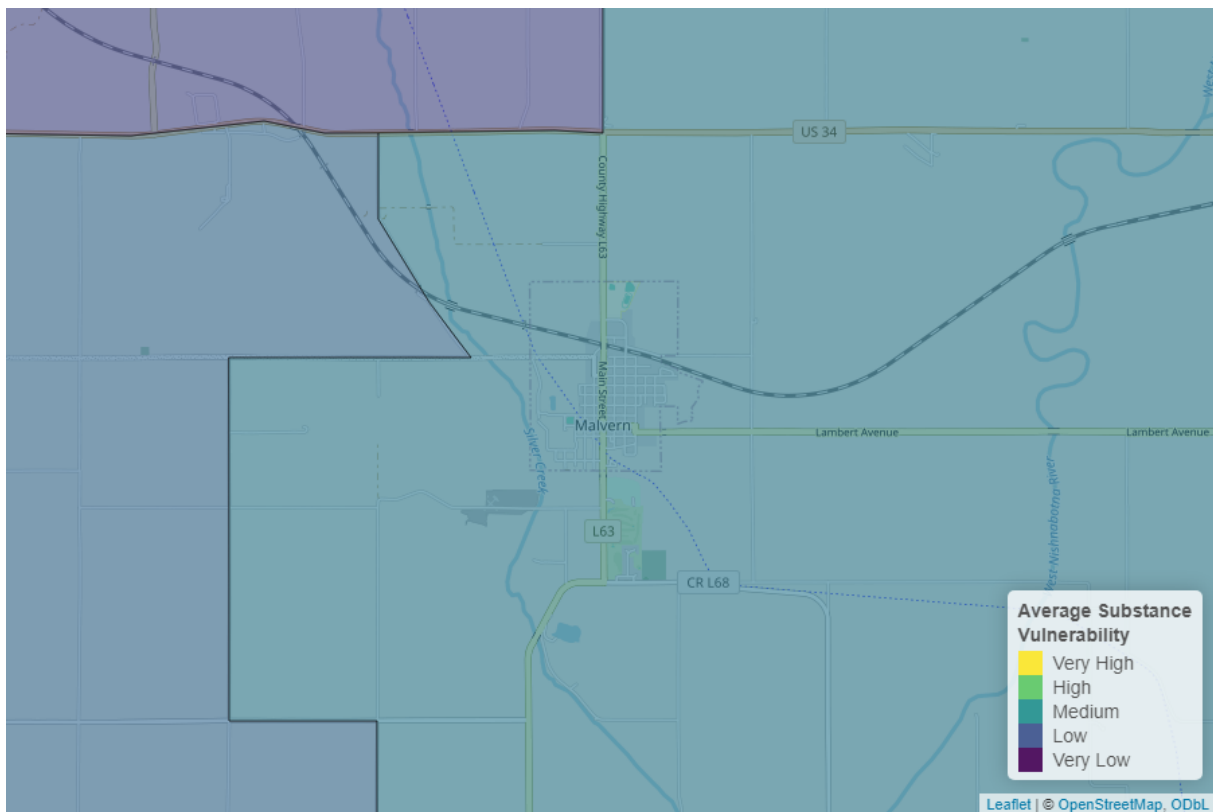 US 34
County Highway L63
Main Street
Malvern
Lambert Avenue
Lambert Avenue
Silver Creek
West Nishnabotna River
L63
CR L68
Average Substance
Vulnerability
Very High
High
Medium
Low
Very Low
Leaflet | © OpenStreetMap, ODbL